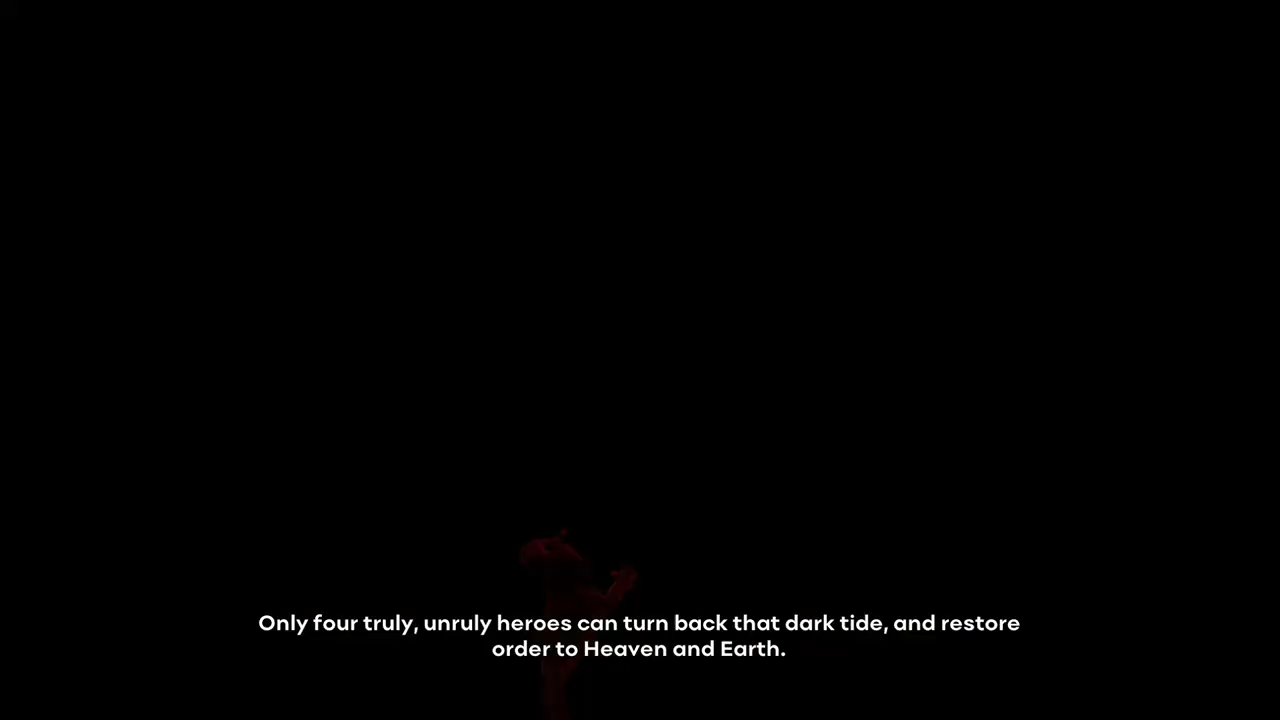 Only four truly, unruly heroes can turn back that dark tide, and restore
order to Heaven and Earth.